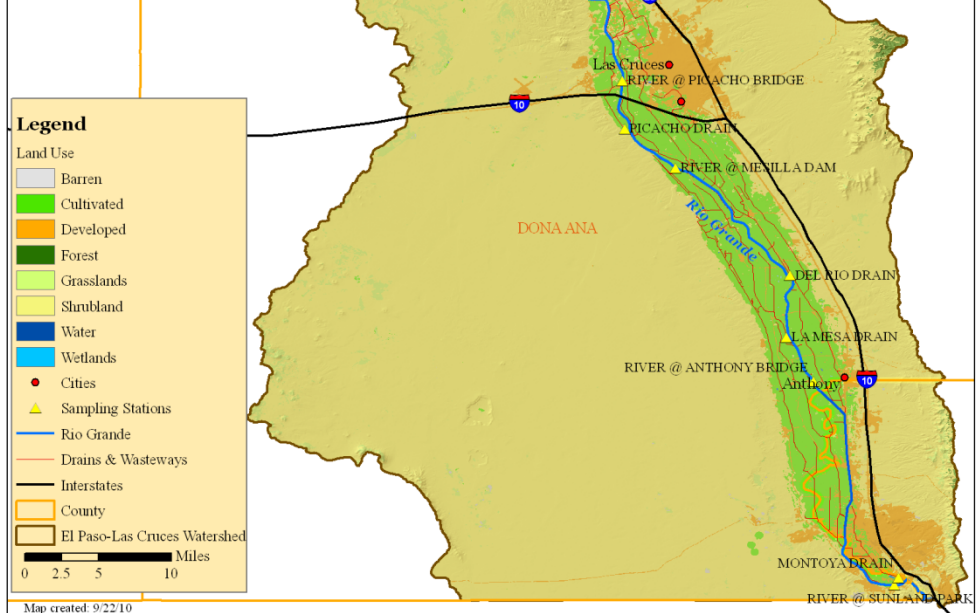 Las Cruces
RIVER @ PICACHO BRIDGE
10
PICACHO DRAIN
RIVER @ MESILLA DAM
Rio Grande
DONA ANA
DEL RIO DRAIN
LA MESA DRAIN
RIVER @ ANTHONY BRIDGE
Anthony
10
MONTOYA DRAIN
RIVER @ SUNLAND PARK
Legend
Land Use
Barren
Cultivated
Developed
Forest
Grasslands
Shrubland
Water
Wetlands
Cities
Sampling Stations
Rio Grande
Drains & Wasteways
Interstates
County
El Paso-Las Cruces Watershed
Miles
0 2.5 5 10
Map created: 9/22/10